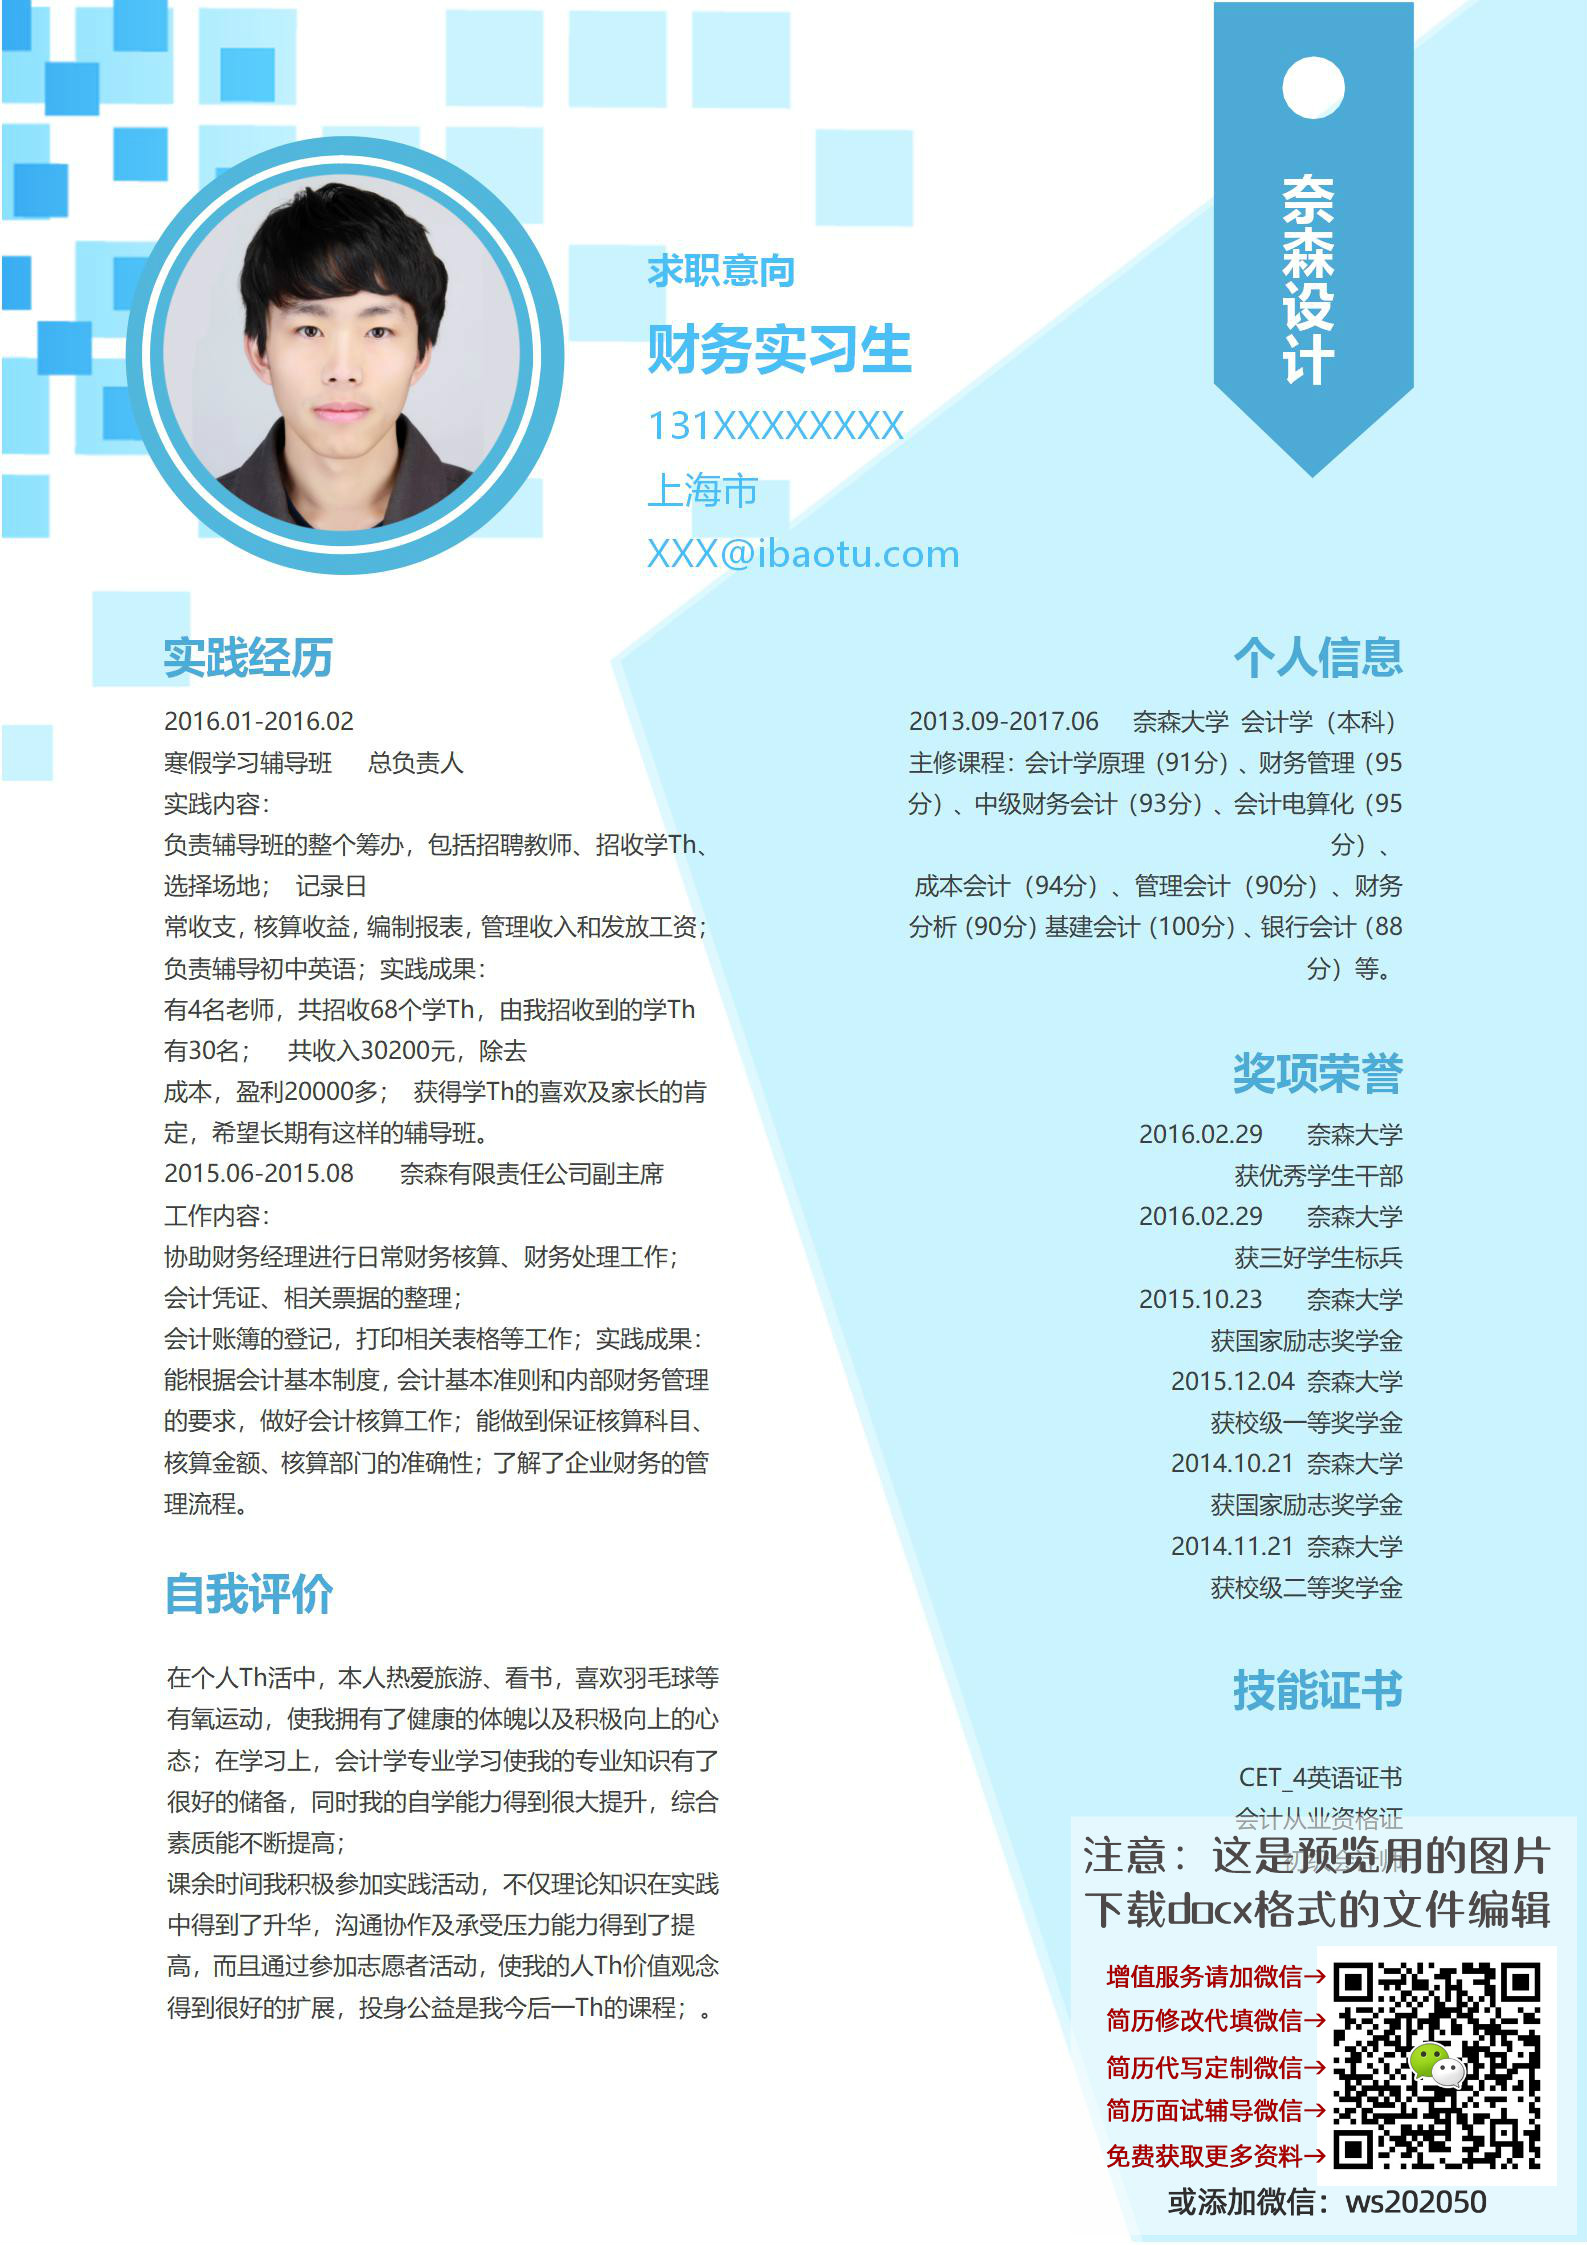 奈森设计
求职意向
财务实习生
131XXXXXXXX
上海市
XXX@ibaotu.com
实践经历
2016.01-2016.02
寒假学习辅导班 总负责人
实践内容：
负责辅导班的整个筹办，包括招聘教师、招收学Th、
选择场地； 记录日
常收支，核算收益，编制报表，管理收入和发放工资；
负责辅导初中英语；实践成果：
有4名老师，共招收68个学Th，由我招收到的学Th
有30名； 共收入30200元，除去
成本，盈利20000多； 获得学Th的喜欢及家长的肯
定，希望长期有这样的辅导班。
2015.06-2015.08 奈森有限责任公司副主席
工作内容：
协助财务经理进行日常财务核算、财务处理工作；
会计凭证、相关票据的整理；
会计账簿的登记，打印相关表格等工作；实践成果：
能根据会计基本制度，会计基本准则和内部财务管理
的要求，做好会计核算工作；能做到保证核算科目、
核算金额、核算部门的准确性；了解了企业财务的管
理流程。
自我评价
在个人Th活中，本人热爱旅游、看书，喜欢羽毛球等
有氧运动，使我拥有了健康的体魄以及积极向上的心
态；在学习上，会计学专业学习使我的专业知识有了
很好的储备，同时我的自学能力得到很大提升，综合
素质能不断提高；
课余时间我积极参加实践活动，不仅理论知识在实践
中得到了升华，沟通协作及承受压力能力得到了提
高，而且通过参加志愿者活动，使我的人Th价值观念
得到很好的扩展，投身公益是我今后一Th的课程；。
个人信息
2013.09-2017.06 奈森大学 会计学（本科）
主修课程：会计学原理（91分）、财务管理（95
分）、中级财务会计（93分）、会计电算化（95
分）、
成本会计（94分）、管理会计（90分）、财务
分析（90分）基建会计（100分）、银行会计（88
分）等。
奖项荣誉
2016.02.29 奈森大学
获优秀学生干部
2016.02.29 奈森大学
获三好学生标兵
2015.10.23 奈森大学
获国家励志奖学金
2015.12.04 奈森大学
获校级一等奖学金
2014.10.21 奈森大学
获国家励志奖学金
2014.11.21 奈森大学
获校级二等奖学金
技能证书
CET_4英语证书
会计从业资格证
注意：这是预览用的图片
下载docx格式的文件编辑
增值服务请加微信→
简历修改代填微信→
简历代写定制微信→
简历面试辅导微信→
免费获取更多资料→
或添加微信：ws202050